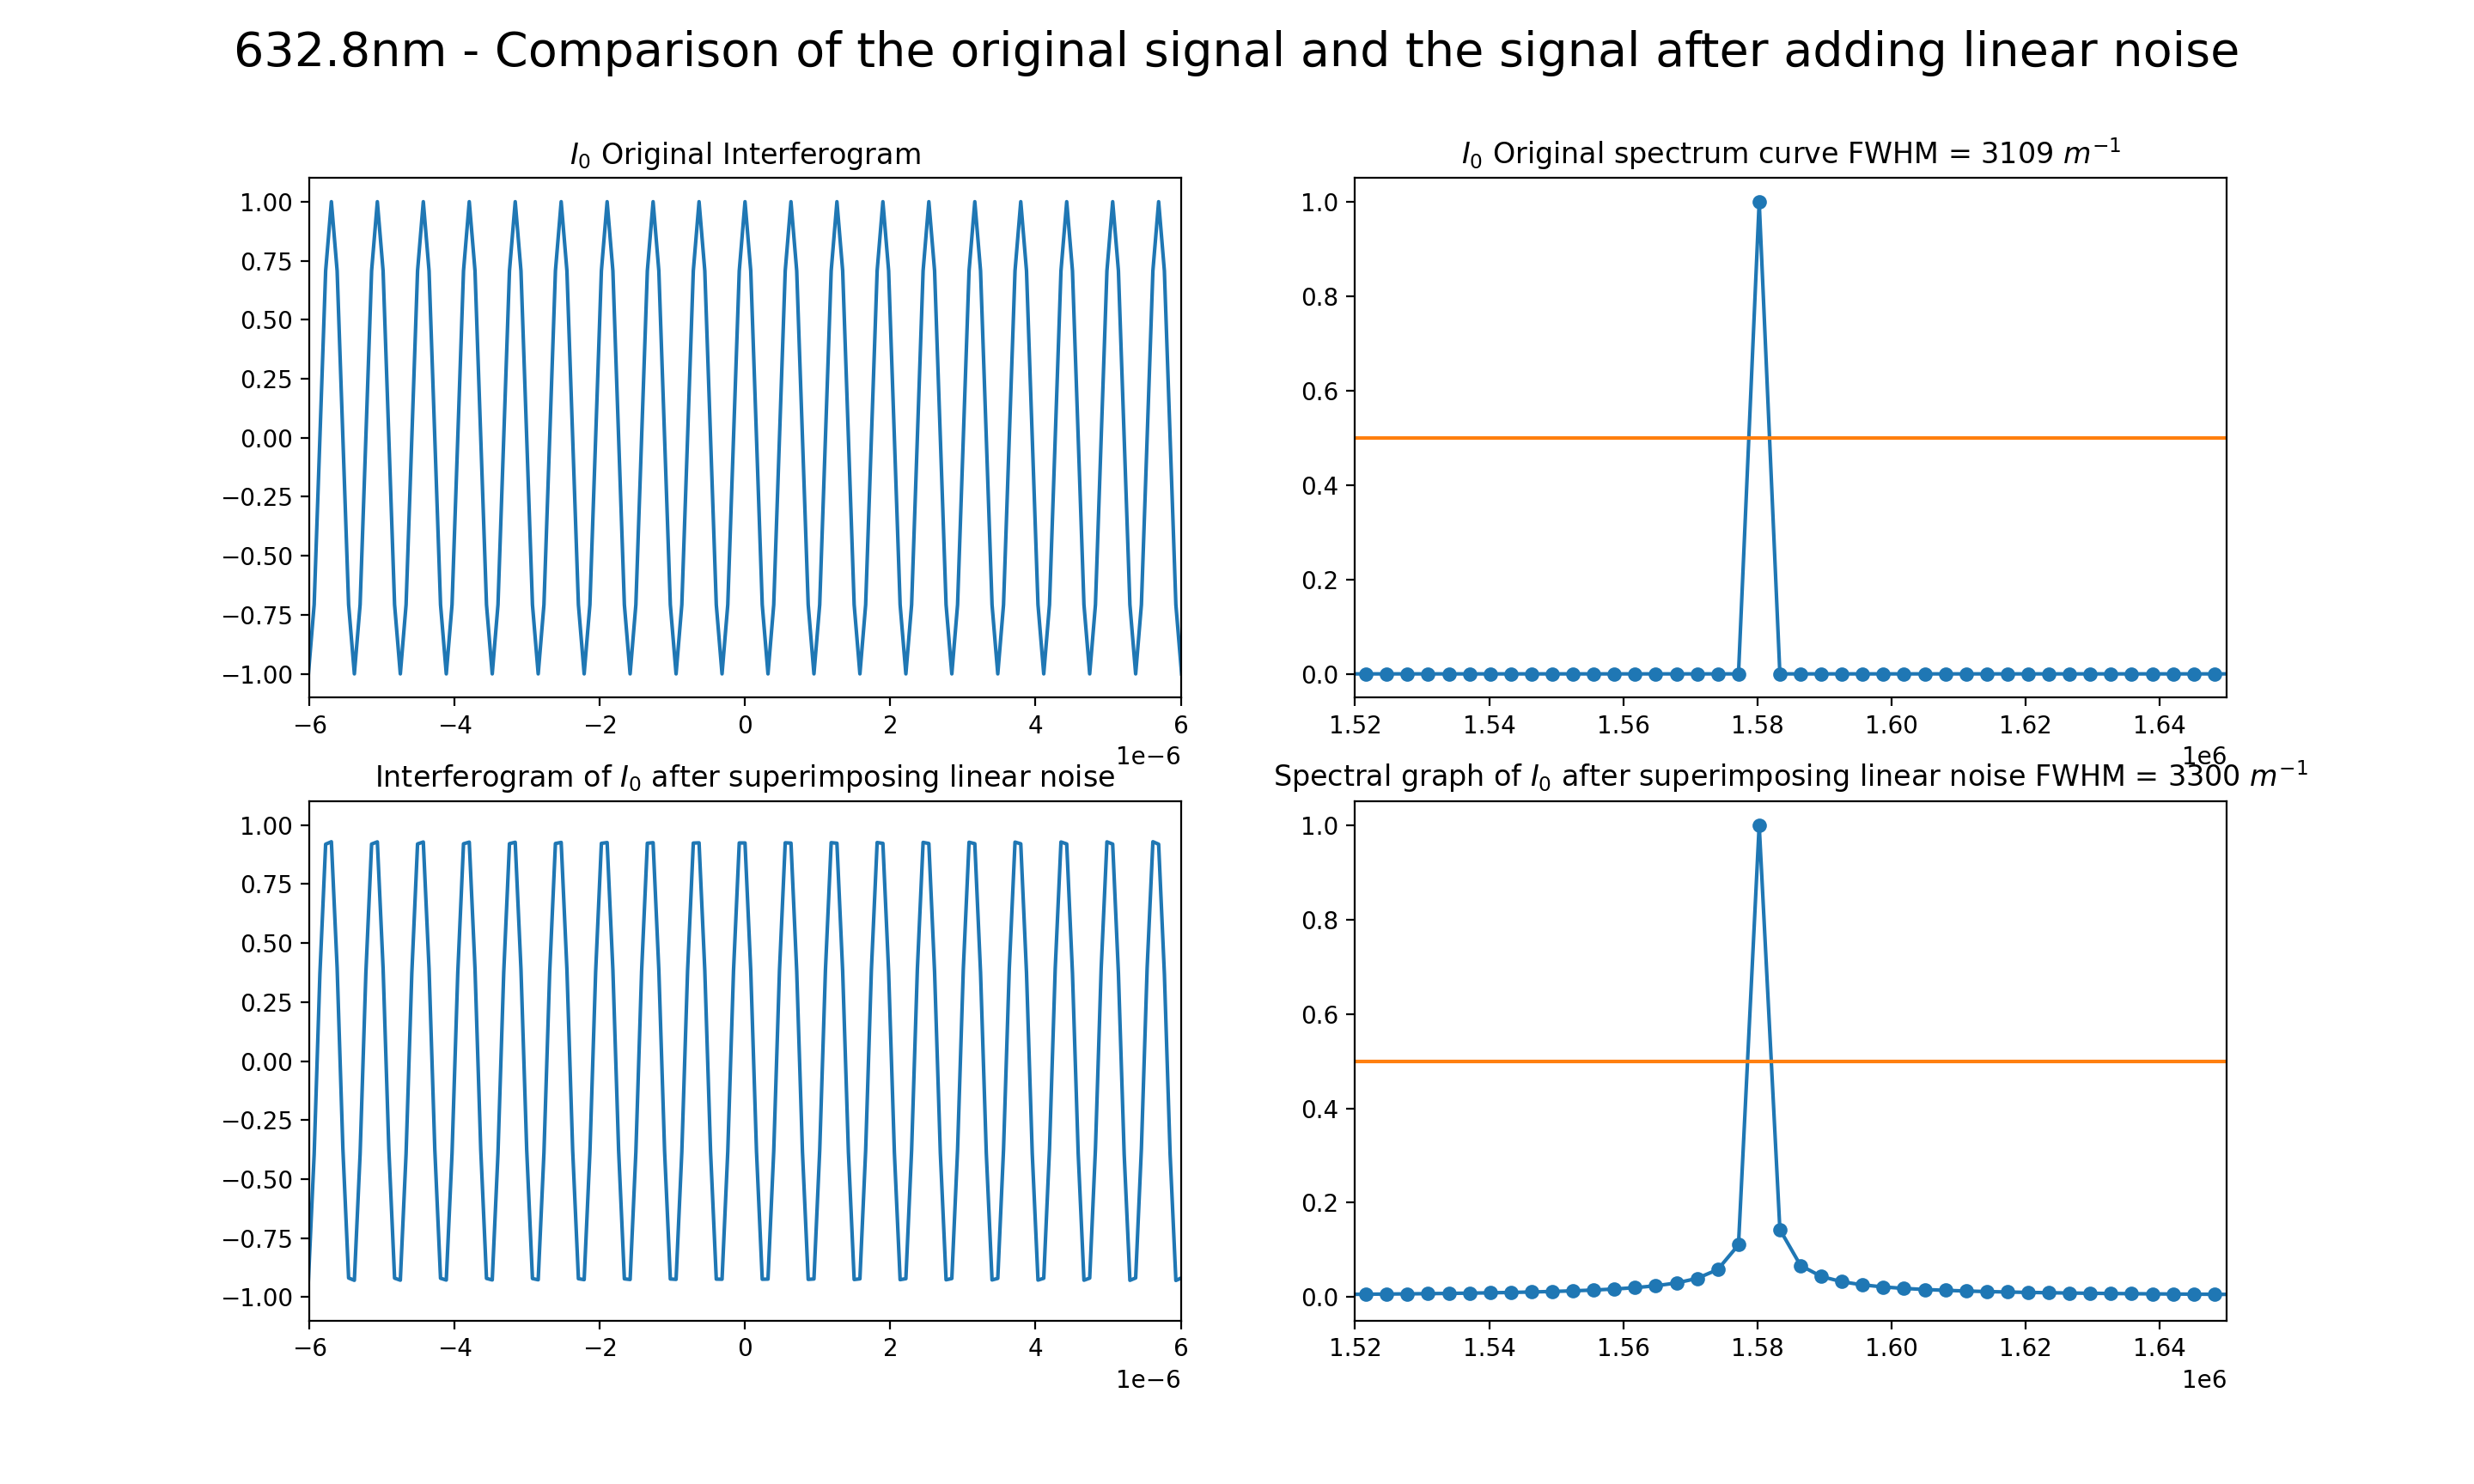 632.8nm - Comparison of the original signal and the signal after adding linear noise
I₀ Original Interferogram
1.00
0.75
0.50
0.25
0.00
−0.25
−0.50
−0.75
−1.00
−6 −4 −2 0 2 4 6
1e−6
I₀ Original spectrum curve FWHM = 3109 m⁻¹
1.0
0.8
0.6
0.4
0.2
0.0
1.52 1.54 1.56 1.58 1.60 1.62 1.64
1e6
Interferogram of I₀ after superimposing linear noise
1.00
0.75
0.50
0.25
0.00
−0.25
−0.50
−0.75
−1.00
−6 −4 −2 0 2 4 6
1e−6
Spectral graph of I₀ after superimposing linear noise FWHM = 3300 m⁻¹
1.0
0.8
0.6
0.4
0.2
0.0
1.52 1.54 1.56 1.58 1.60 1.62 1.64
1e6